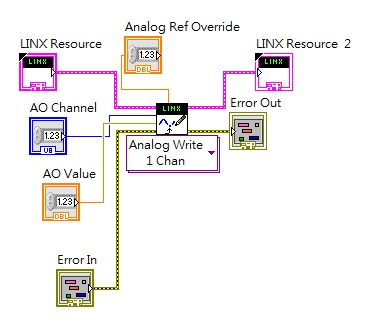 Analog Ref Override
LINX Resource
LINX
1.23
DBL
LINX Resource 2
LINX
AO Channel
1.23
U8
LINX
Error Out
Analog Write
1 Chan
AO Value
1.23
DBL
Error In